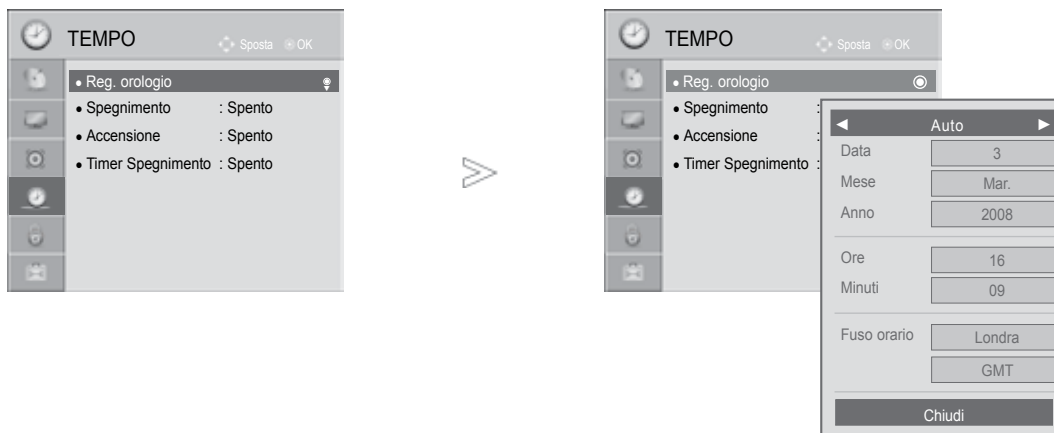 TEMPO
Sposta OK
• Reg. orologio
• Spegnimento : Spento
• Accensione : Spento
• Timer Spegnimento : Spento
TEMPO
Sposta OK
• Reg. orologio
• Spegnimento :
• Accensione :
• Timer Spegnimento :
◄ Auto ►
Data 3
Mese Mar.
Anno 2008
Ore 16
Minuti 09
Fuso orario Londra
GMT
Chiudi